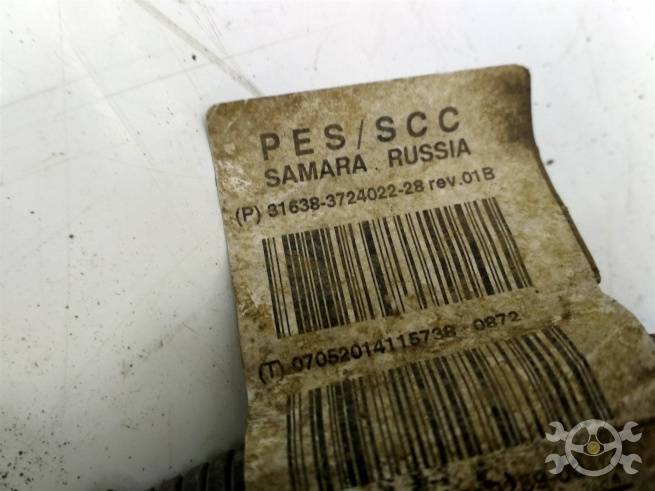 PES/SCC
SAMARA RUSSIA
(P) 31638-3724022-28 rev.01B
(T) 07052014115738 0872